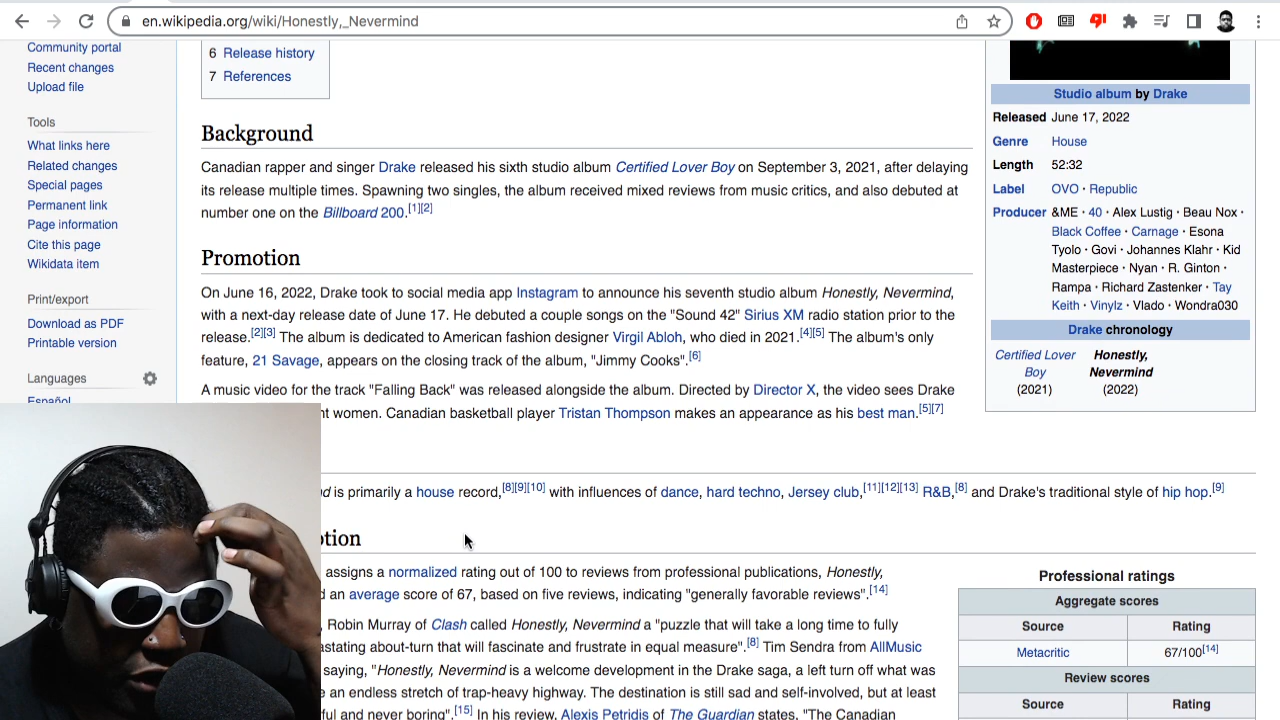 en.wikipedia.org/wiki/Honestly,_Nevermind
Community portal
Recent changes
Upload file
Tools
What links here
Related changes
Special pages
Permanent link
Page information
Cite this page
Wikidata item
Print/export
Download as PDF
Printable version
Languages
Español
6 Release history
7 References
Background
Canadian rapper and singer Drake released his sixth studio album Certified Lover Boy on September 3, 2021, after delaying
its release multiple times. Spawning two singles, the album received mixed reviews from music critics, and also debuted at
number one on the Billboard 200.[1][2]
Promotion
On June 16, 2022, Drake took to social media app Instagram to announce his seventh studio album Honestly, Nevermind,
with a next-day release date of June 17. He debuted a couple songs on the "Sound 42" Sirius XM radio station prior to the
release.[2][3] The album is dedicated to American fashion designer Virgil Abloh, who died in 2021.[4][5] The album's only
feature, 21 Savage, appears on the closing track of the album, "Jimmy Cooks".[6]
A music video for the track "Falling Back" was released alongside the album. Directed by Director X, the video sees Drake
women. Canadian basketball player Tristan Thompson makes an appearance as his best man.[5][7]
is primarily a house record,[8][9][10] with influences of dance, hard techno, Jersey club,[11][12][13] R&B,[8] and Drake's traditional style of hip hop.[9]
assigns a normalized rating out of 100 to reviews from professional publications, Honestly,
an average score of 67, based on five reviews, indicating "generally favorable reviews".[14]
, Robin Murray of Clash called Honestly, Nevermind a "puzzle that will take a long time to fully
about-turn that will fascinate and frustrate in equal measure".[8] Tim Sendra from AllMusic
saying, "Honestly, Nevermind is a welcome development in the Drake saga, a left turn off what was
an endless stretch of trap-heavy highway. The destination is still sad and self-involved, but at least
and never boring".[15] In his review, Alexis Petridis of The Guardian states, "The Canadian
Studio album by Drake
Released June 17, 2022
Genre House
Length 52:32
Label OVO · Republic
Producer &ME · 40 · Alex Lustig · Beau Nox ·
Black Coffee · Carnage · Esona
Tyolo · Govi · Johannes Klahr · Kid
Masterpiece · Nyan · R. Ginton ·
Rampa · Richard Zastenker · Tay
Keith · Vinylz · Vlado · Wondra030
Drake chronology
Certified Lover Honestly,
Boy Nevermind
(2021) (2022)
Professional ratings
Aggregate scores
Source Rating
Metacritic 67/100[14]
Review scores
Source Rating